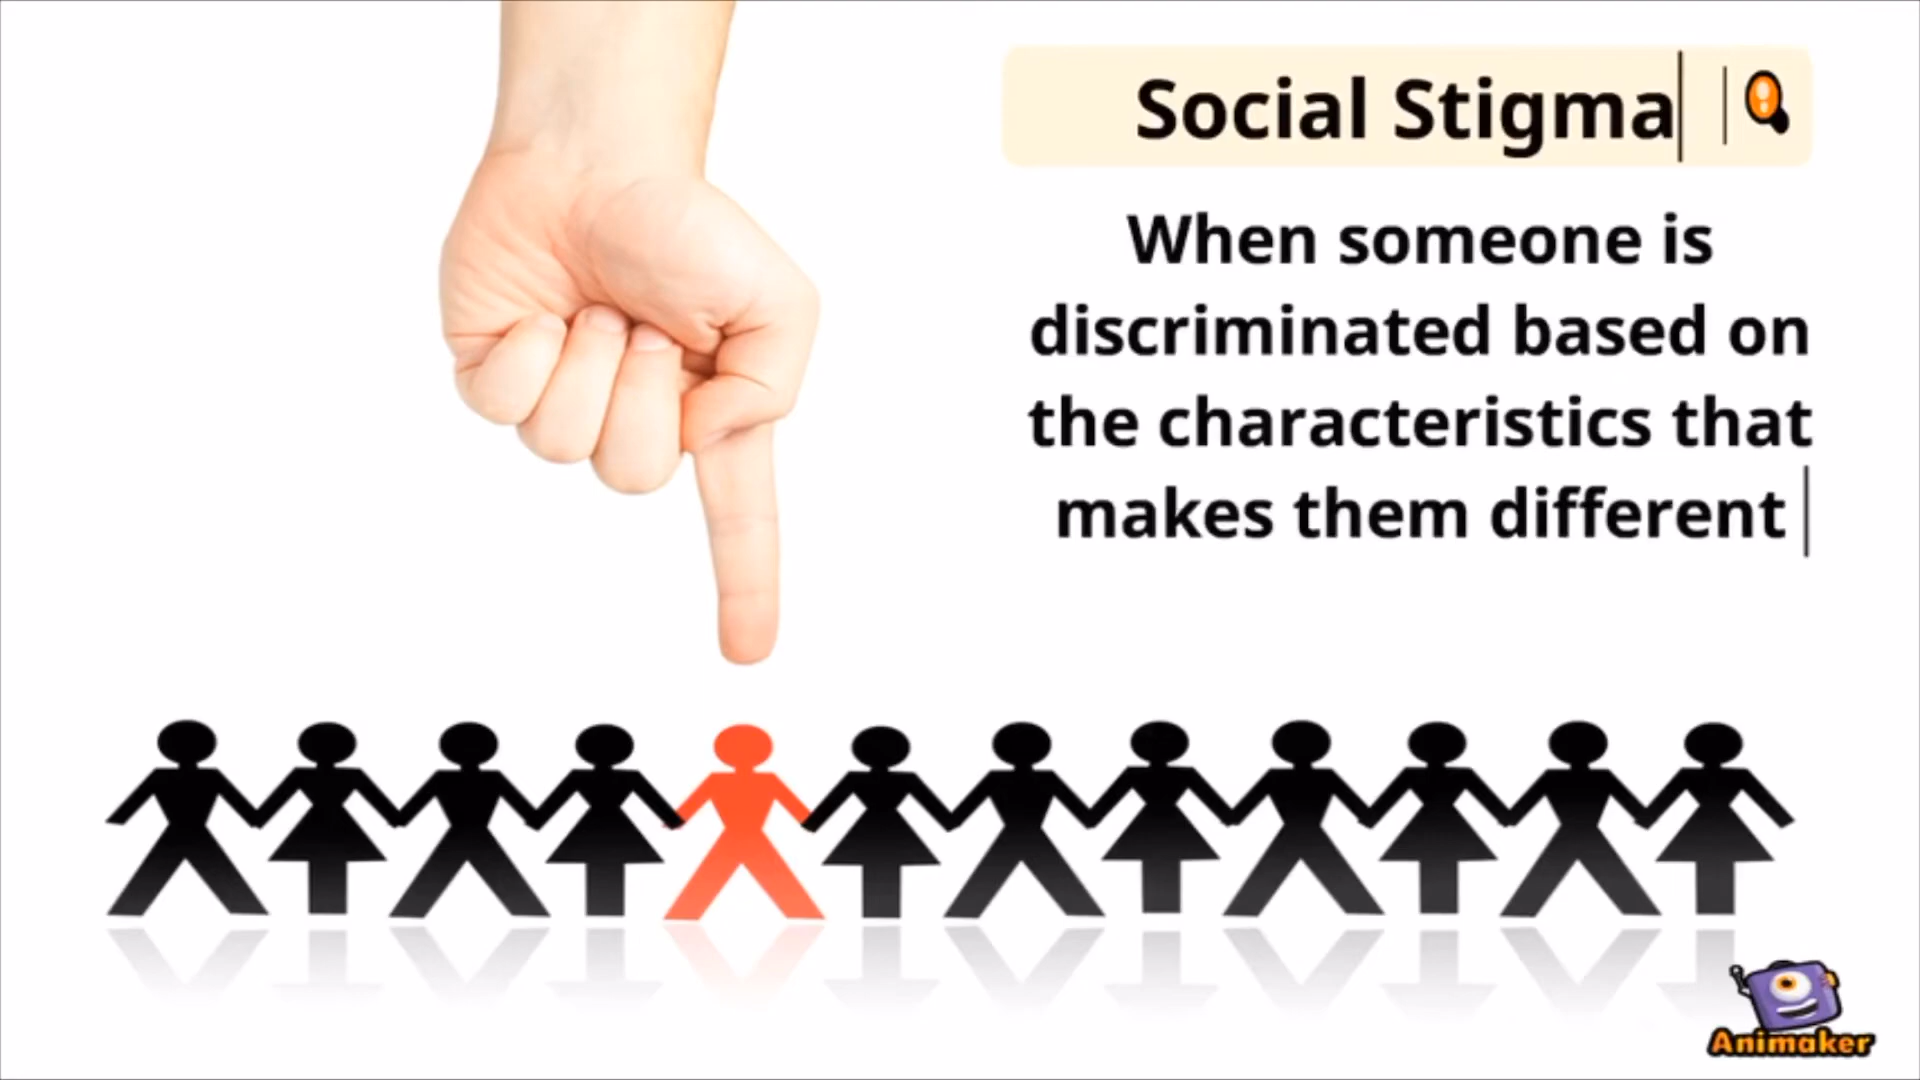 Social Stigma
When someone is
discriminated based on
the characteristics that
makes them different
Animaker